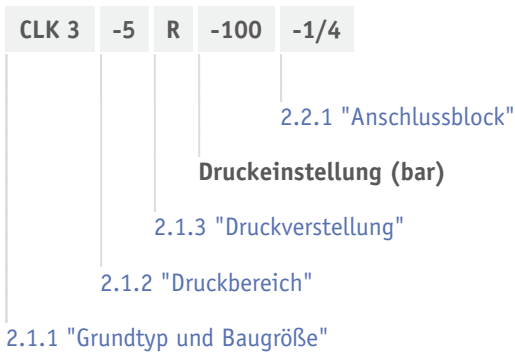 CLK 3 -5 R -100 -1/4
2.2.1 "Anschlussblock"
Druckeinstellung (bar)
2.1.3 "Druckverstellung"
2.1.2 "Druckbereich"
2.1.1 "Grundtyp und Baugröße"